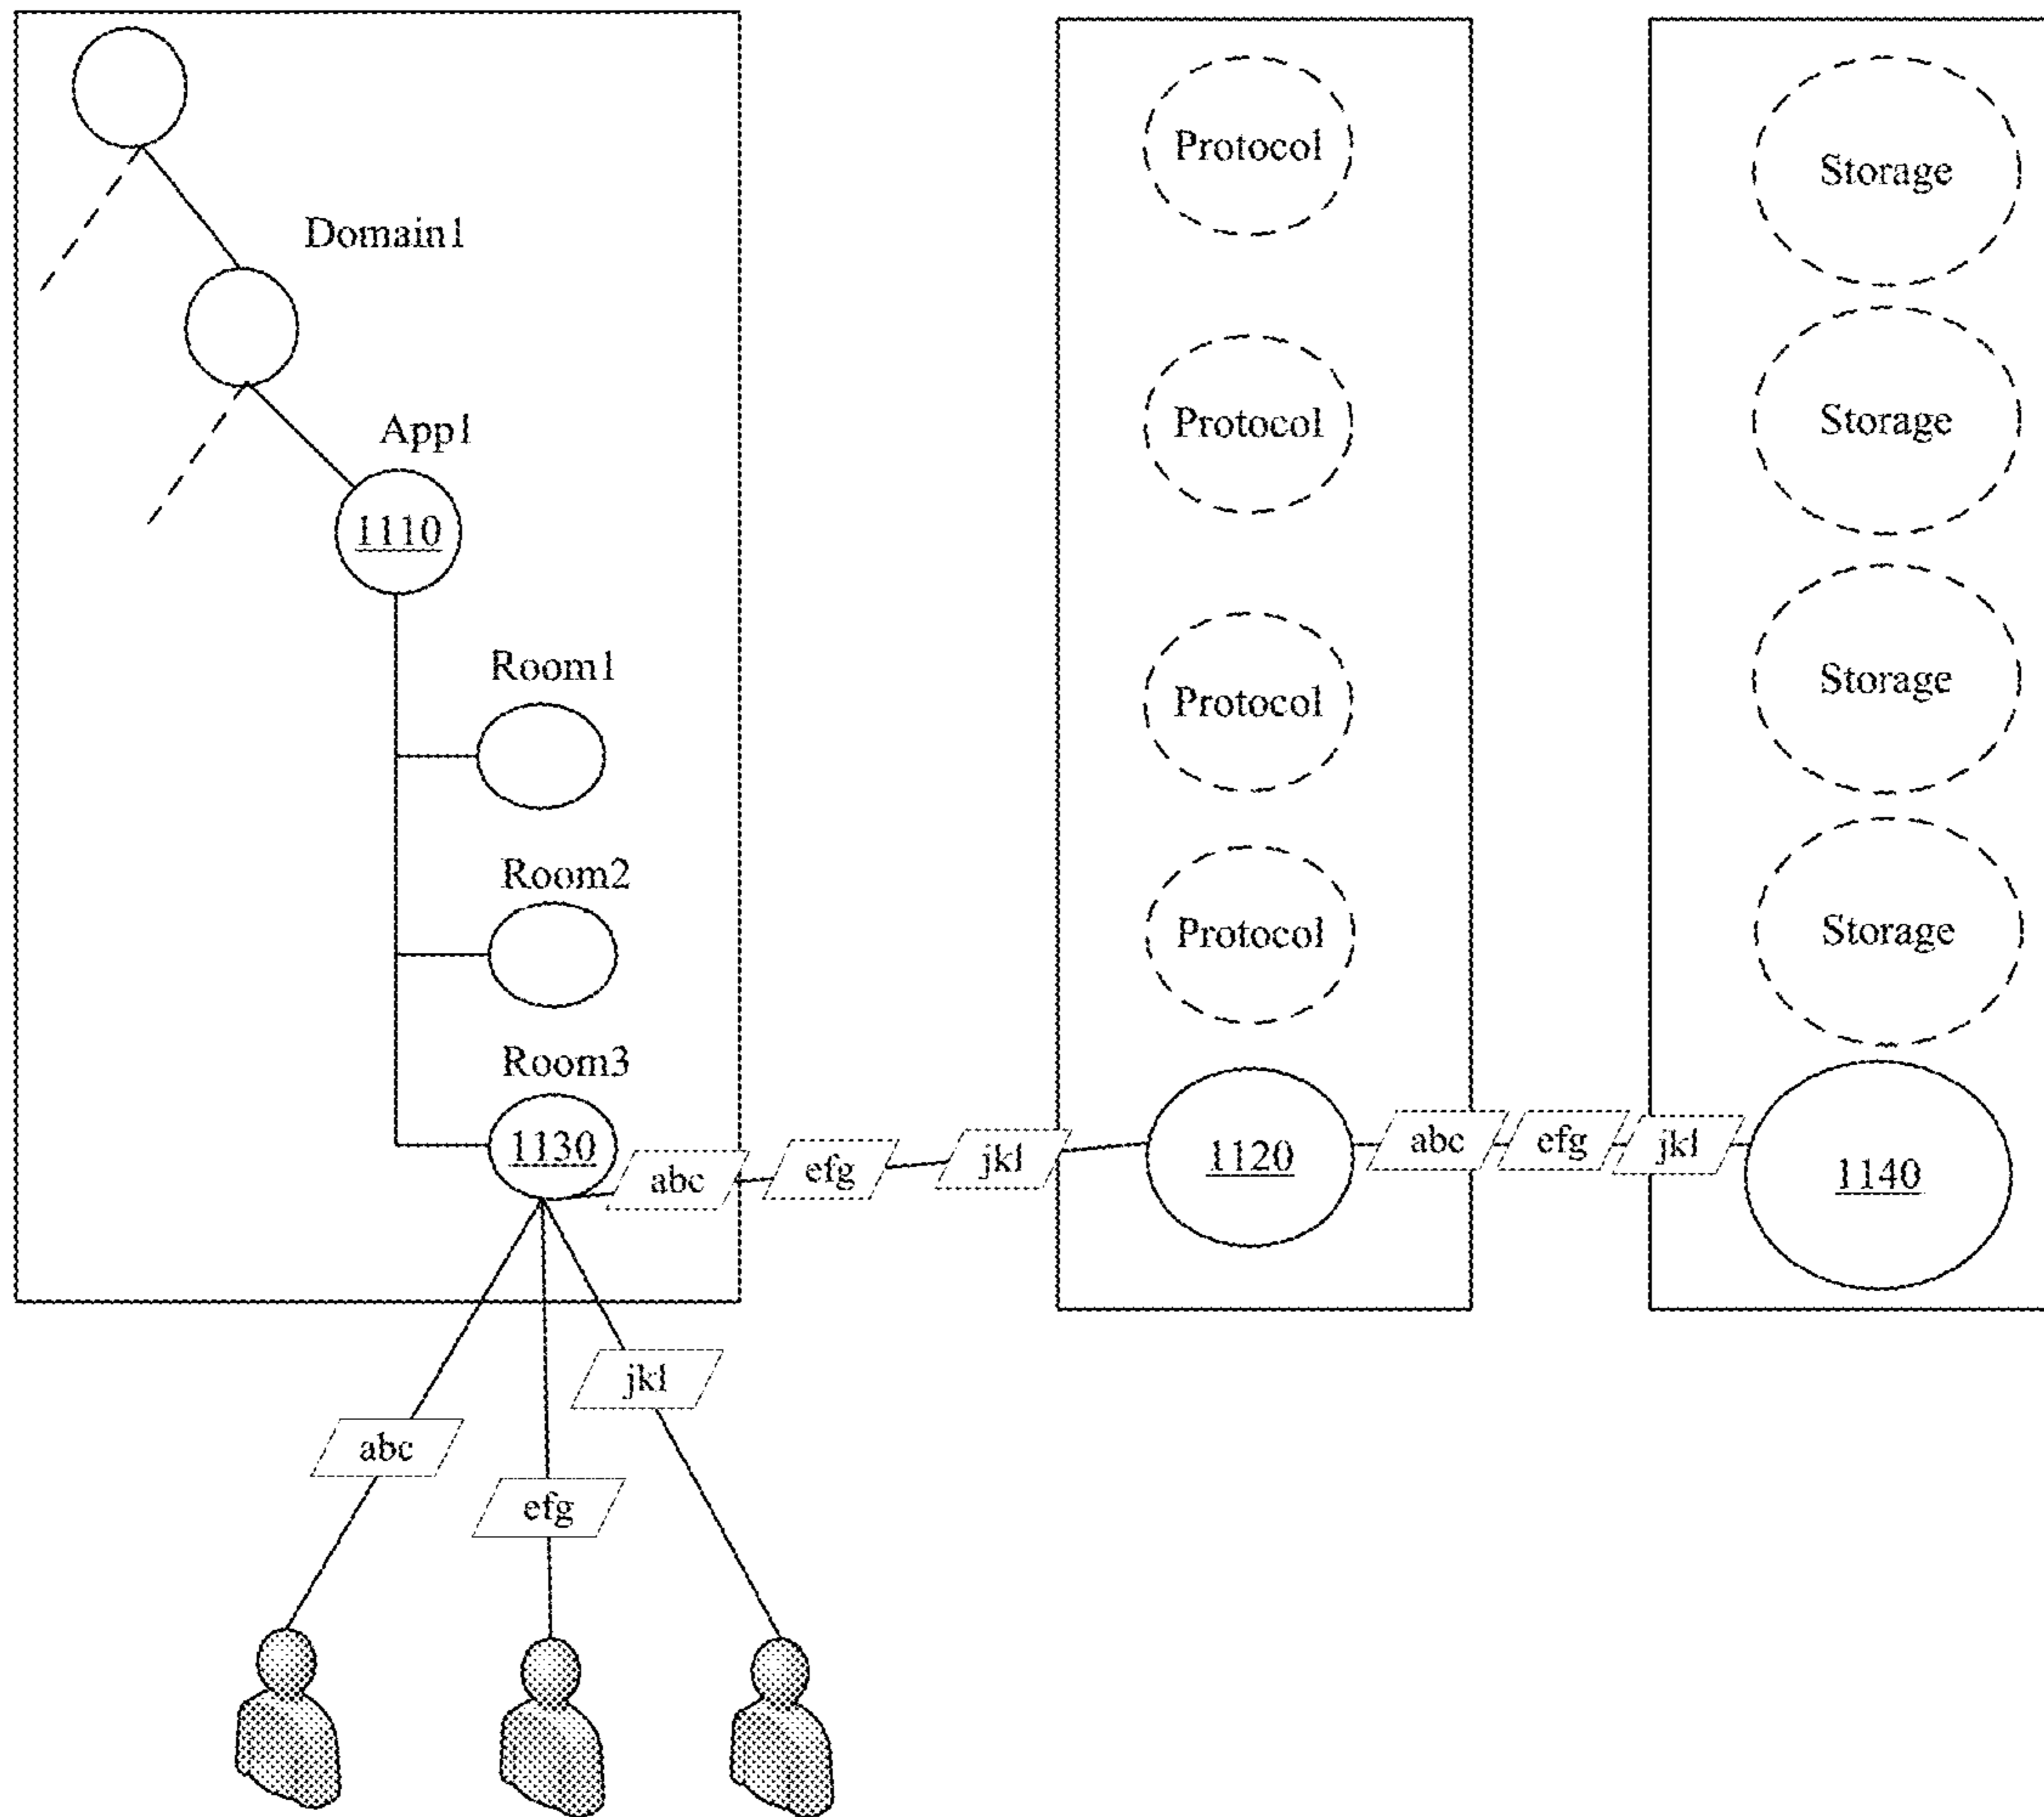 Domain1
App1
1110
Room1
Room2
Room3
1130
abc
efg
jkl
Protocol
Protocol
Protocol
Protocol
1120
abc
efg
jkl
Storage
Storage
Storage
Storage
1140
jkl
abc
efg